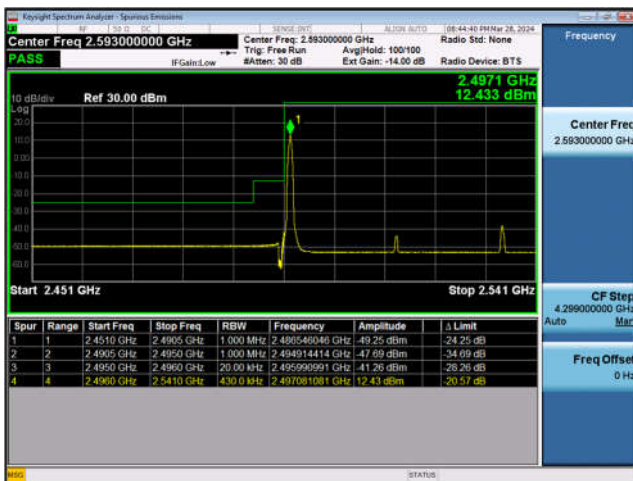 Keysight Spectrum Analyzer - Spurious Emissions
RF 50 Ω DC SENSE:INT ALIGN AUTO 08:44:40 PM Mar 28, 2024
Center Freq 2.593000000 GHz
Center Freq: 2.593000000 GHz
Radio Std: None
Trig: Free Run
Avg|Hold: 100/100
PASS
IFGain:Low
#Atten: 30 dB
Ext Gain: -14.00 dB
Radio Device: BTS
2.4971 GHz
12.433 dBm
10 dB/div
Ref 30.00 dBm
Log
20.0
10.0
0.00
-10.0
-20.0
-30.0
-40.0
-50.0
-60.0
1
Start 2.451 GHz
Stop 2.541 GHz
Spur Range Start Freq Stop Freq RBW Frequency Amplitude Δ Limit
1 1 2.4510 GHz 2.4905 GHz 1.000 MHz 2.486546046 GHz -49.25 dBm -24.25 dB
2 2 2.4905 GHz 2.4950 GHz 1.000 MHz 2.494914414 GHz -47.69 dBm -34.69 dB
3 3 2.4950 GHz 2.4960 GHz 20.00 kHz 2.495990991 GHz -41.26 dBm -28.26 dB
4 4 2.4960 GHz 2.5410 GHz 430.0 kHz 2.497081081 GHz 12.43 dBm -20.57 dB
Frequency
Center Freq
2.593000000 GHz
CF Step
4.299000000 GHz
Auto Man
Freq Offset
0 Hz
MSG
STATUS